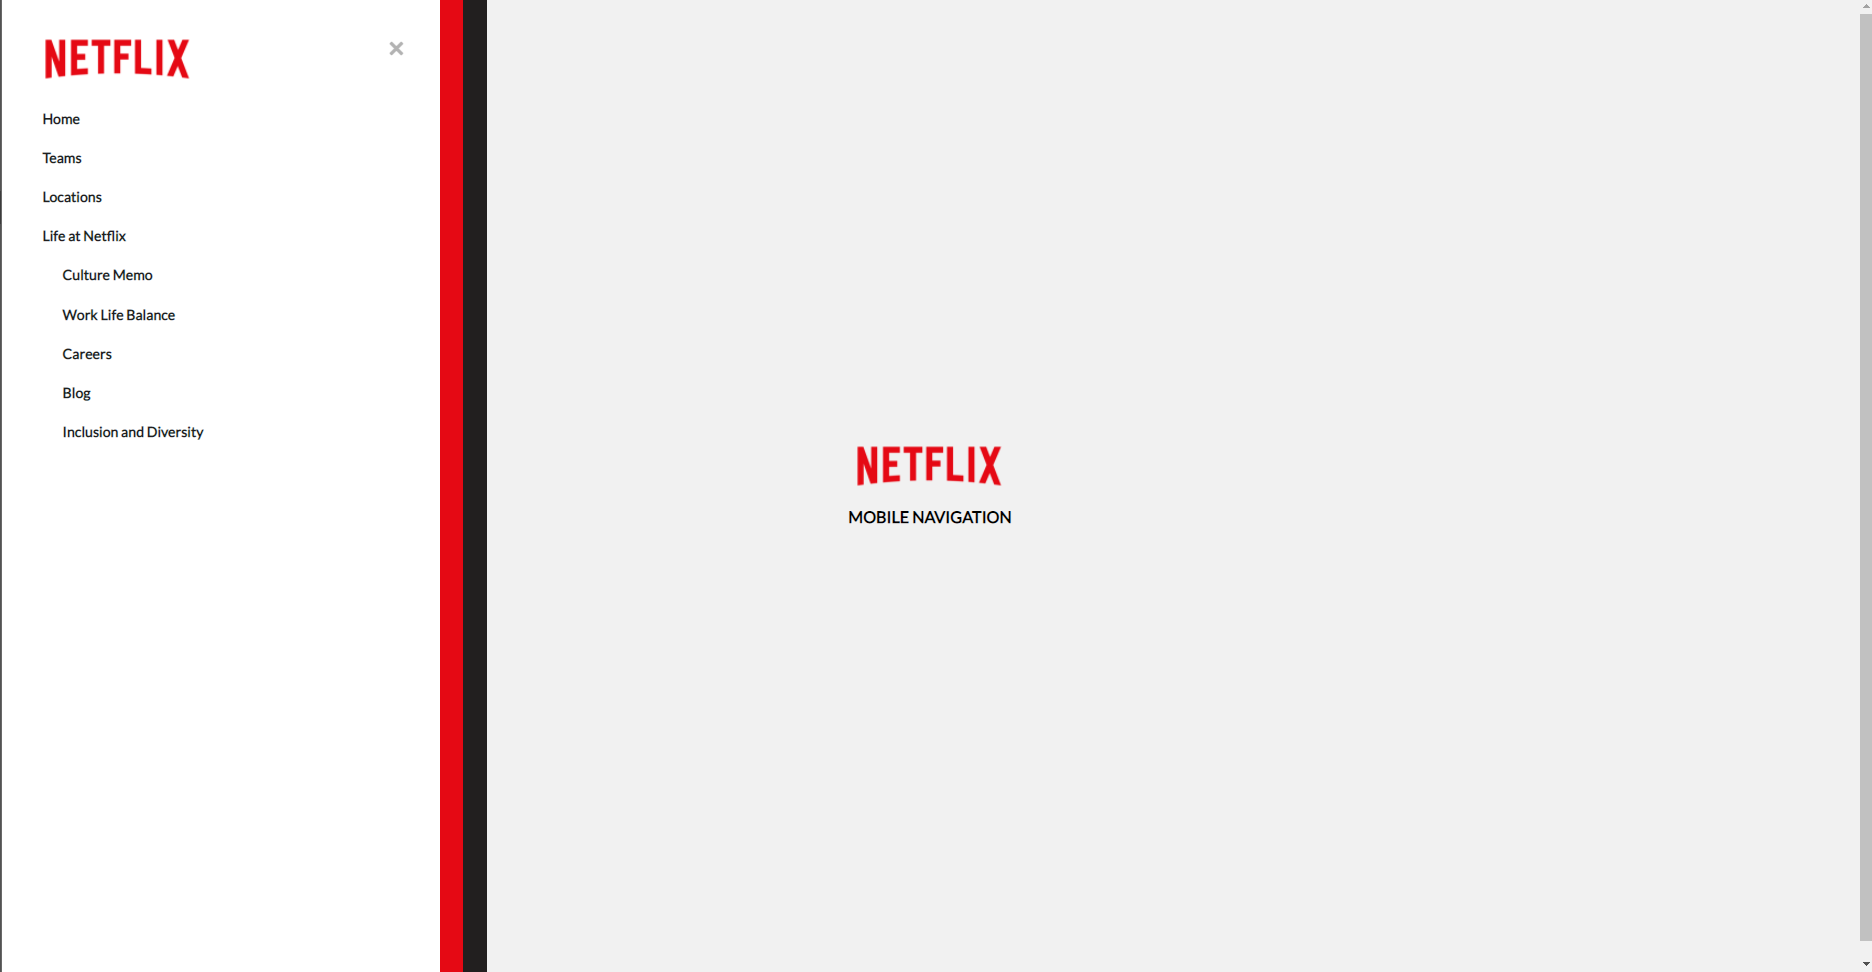 NETFLIX
Home
Teams
Locations
Life at Netflix
Culture Memo
Work Life Balance
Careers
Blog
Inclusion and Diversity
NETFLIX
MOBILE NAVIGATION